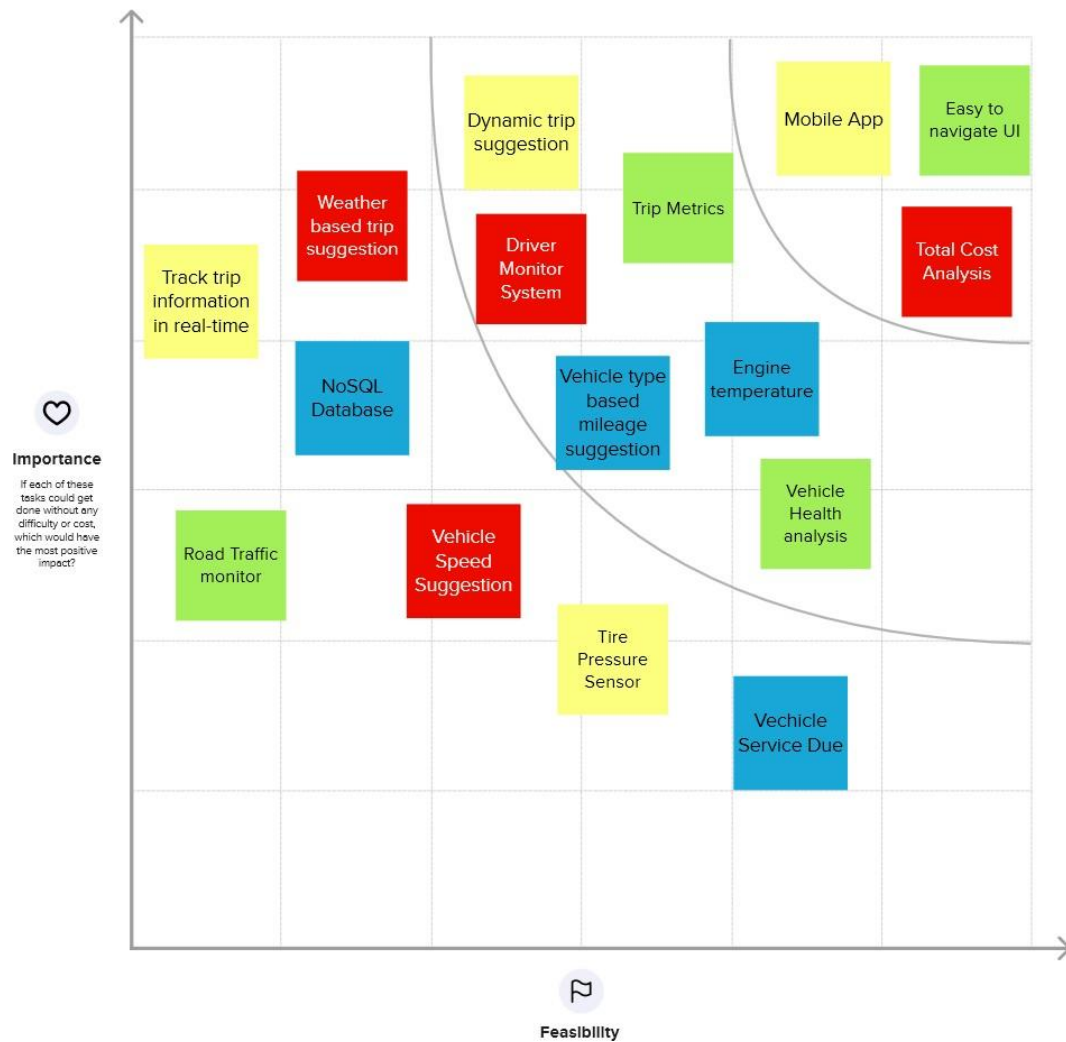 Dynamic trip
suggestion
Mobile App
Easy to
navigate UI
Weather
based trip
suggestion
Trip Metrics
Driver
Monitor
System
Total Cost
Analysis
Track trip
information
in real-time
NoSQL
Database
Vehicle type
based
mileage
suggestion
Engine
temperature
Importance
If each of these
tasks could get
done without any
difficulty or cost,
which would have
the most positive
impact?
Road Traffic
monitor
Vehicle
Speed
Suggestion
Vehicle
Health
analysis
Tire
Pressure
Sensor
Vechicle
Service Due
Feasibility